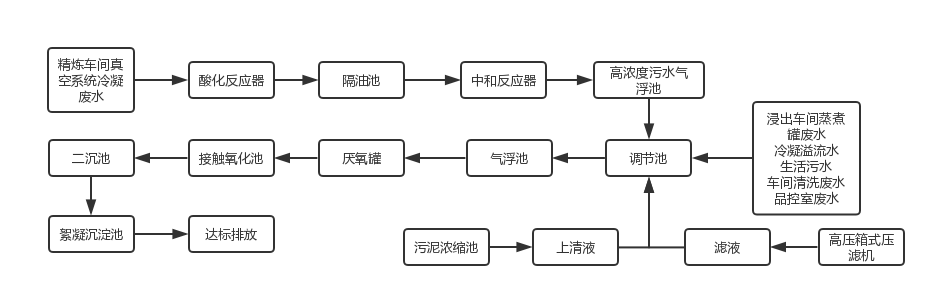 精炼车间真
空系统冷凝
废水
酸化反应器
隔油池
中和反应器
高浓度污水气
浮池
二沉池
接触氧化池
厌氧罐
气浮池
调节池
浸出车间蒸煮
罐废水
冷凝溢流水
生活污水
车间清洗废水
品控室废水
絮凝沉淀池
达标排放
污泥浓缩池
上清液
滤液
高压箱式压
滤机